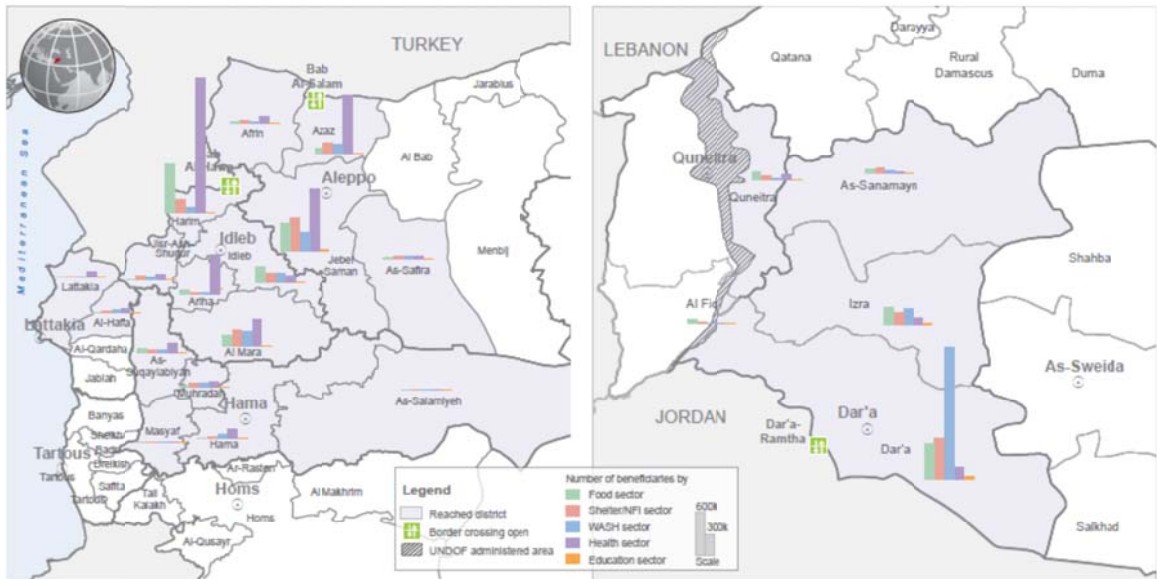 TURKEY
Bab
Al-Salam
Jarablus
Afrin
Azaz
Al Bab
Aleppo
Harim
Jisr-Ash-
Shugur
Idleb
Idleb
Jebel
Saman
As-Safira
Menbij
Mediterranean Sea
Lattakia
Ariha
Lattakia
Al-Haffa
Al Mara
Al-Qardaha
As-
Suqaylabiyah
Jablah
Muhradah
As-Salamiyeh
Banyas
Hama
Masyaf
Hama
Sheikh
Badr
Tartous
Dreikish
Ar-Rastan
Tartous
Safita
Homs
Al Makhrim
Tartous
Tall
Kalakh
Homs
Al-Qusayr
Legend
Reached district
Border crossing open
UNDOF administered area
Number of beneficiaries by
Food sector
Shelter/NFI sector
WASH sector
Health sector
Education sector
600k
300k
Scale
LEBANON
Qatana
Darayya
Rural
Damascus
Duma
Quneitra
Quneitra
As-Sanamayn
Shahba
Al Fiq
Izra
As-Sweida
JORDAN
Dar'a-
Ramtha
Dar'a
Dar'a
Salkhad